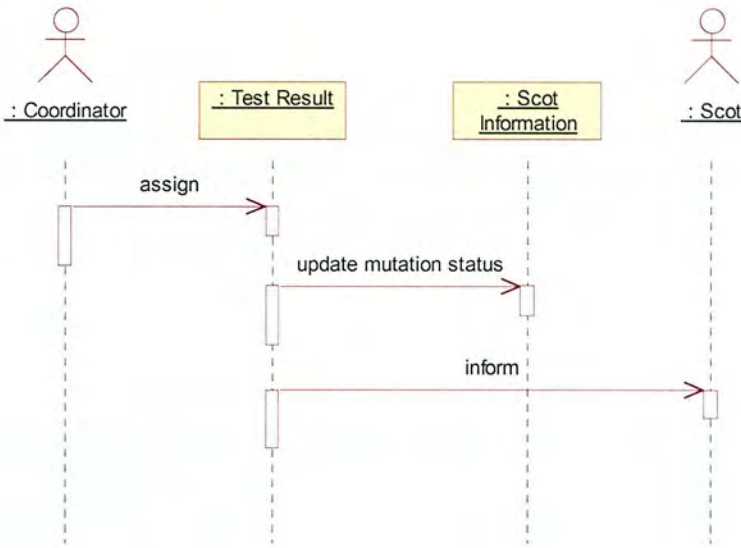 : Coordinator
: Test Result
: Scot
Information
: Scot
assign
update mutation status
inform